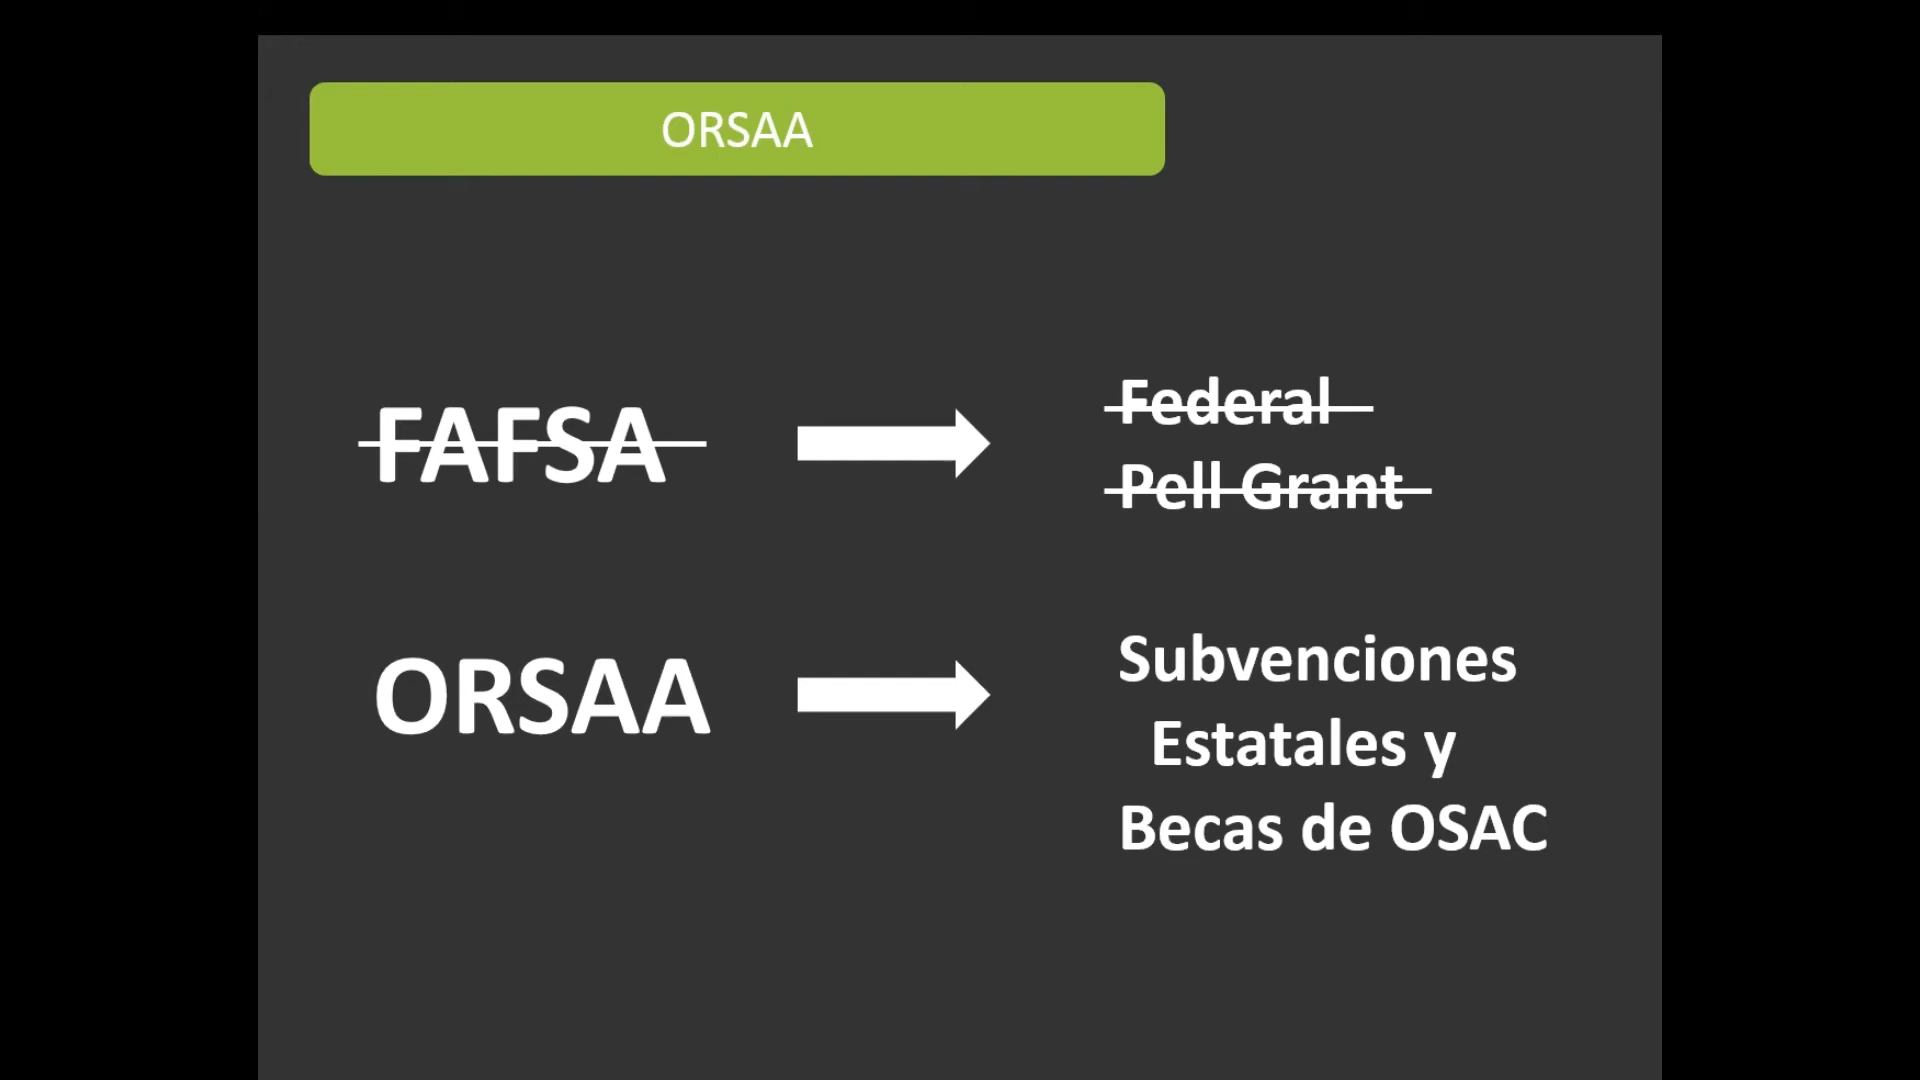 ORSAA
FAFSA
Federal
Pell Grant
ORSAA
Subvenciones
Estatales y
Becas de OSAC